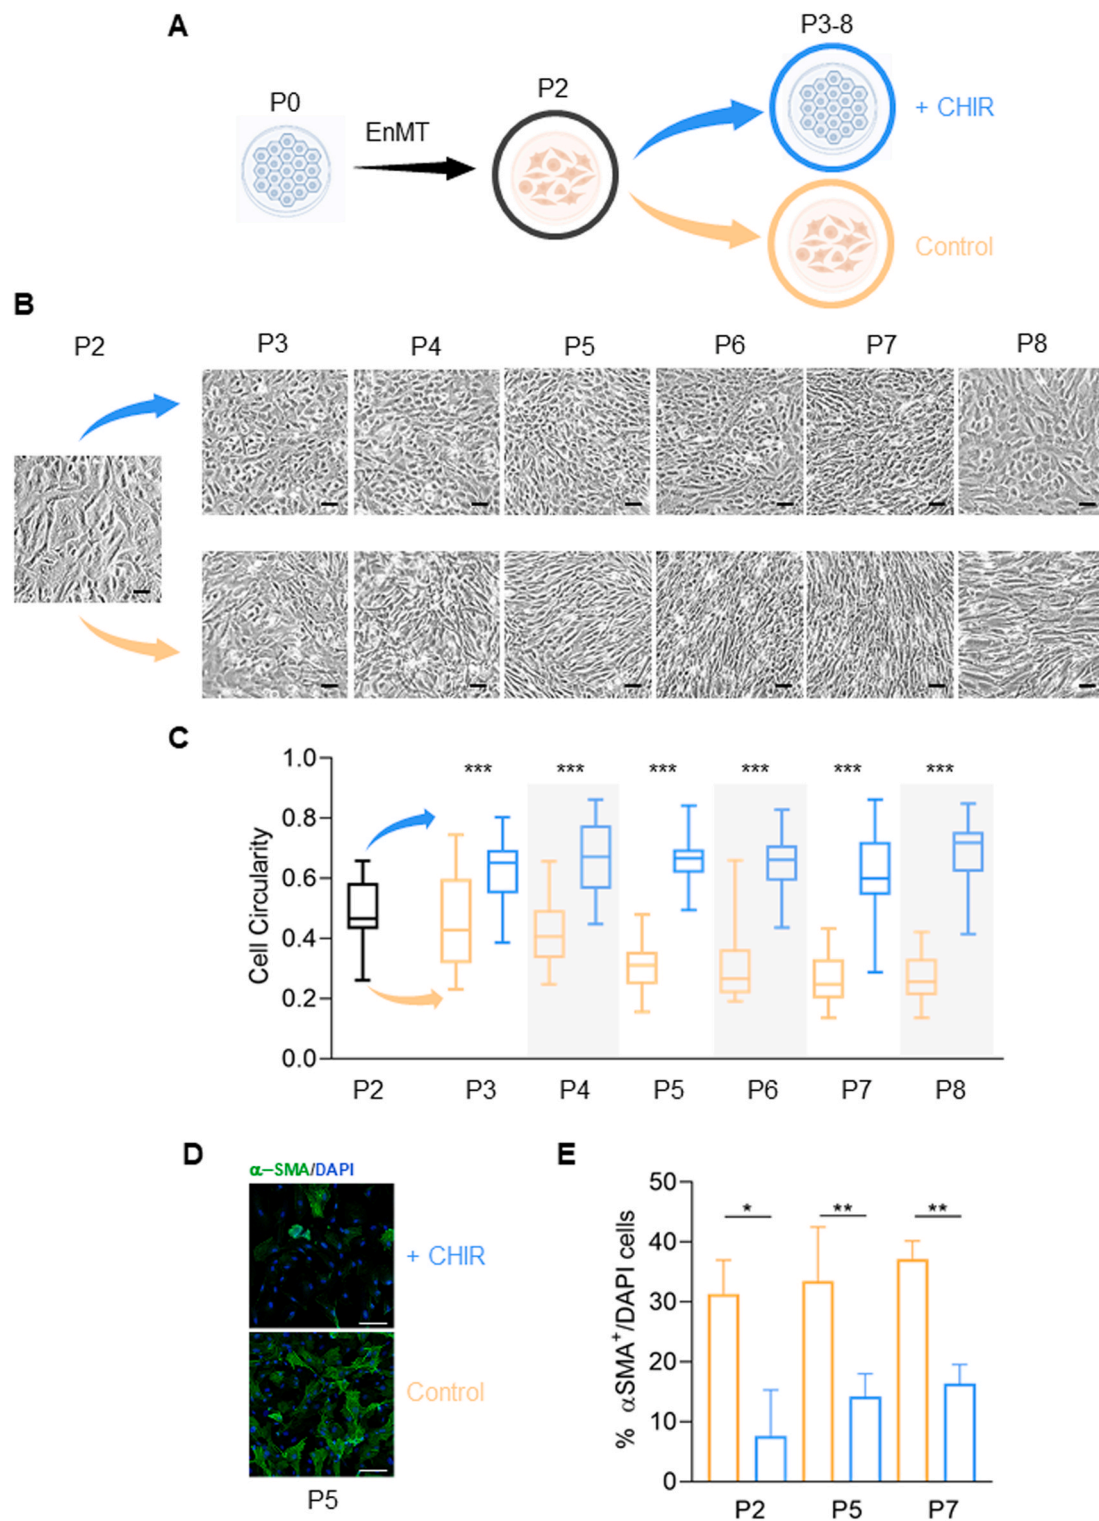 A
P0
EnMT
P2
P3-8
+ CHIR
Control
B
P2
P3
P4
P5
P6
P7
P8
C
Cell Circularity
1.0
0.8
0.6
0.4
0.2
0.0
*** *** *** *** *** ***
P2 P3 P4 P5 P6 P7 P8
D
α–SMA/DAPI
+ CHIR
Control
P5
E
% αSMA⁺/DAPI cells
50
40
30
20
10
0
* ** **
P2 P5 P7